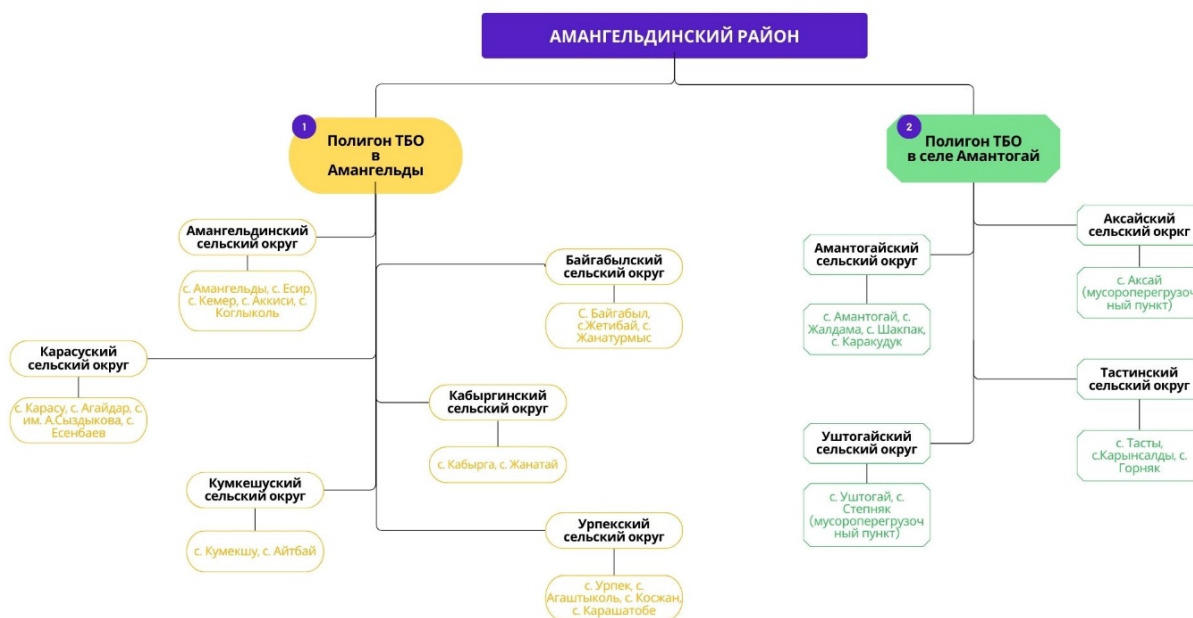 АМАНГЕЛЬДИНСКИЙ РАЙОН
1
Полигон ТБО
в
Амангельды
2
Полигон ТБО
в селе Амантогай
Амангельдинский
сельский округ
с. Амангельды, с. Есир,
с. Кемер, с. Аккиси, с.
Коглыколь
Байгабылский
сельский округ
С. Байгабыл,
с.Жетибай, с.
Жанатурмыс
Карасуский
сельский округ
с. Карасу, с. Агайдар, с.
им. А.Сыздыкова, с.
Есенбаев
Кабыргинский
сельский округ
с. Кабырга, с. Жанатай
Кумкешуский
сельский округ
с. Кумекшу, с. Айтбай
Урпекский
сельский округ
с. Урпек, с.
Агаштыколь, с. Косжан,
с. Карашатобе
Амантогайский
сельский округ
с. Амантогай, с.
Жалдама, с. Шакпак,
с. Каракудук
Аксайский
сельский окркг
с. Аксай
(мусороперегрузоч
ный пункт)
Уштогайский
сельский округ
с. Уштогай, с.
Степняк
(мусороперегрузоч
ный пункт)
Тастинский
сельский округ
с. Тасты,
с.Карынсалды, с.
Горняк